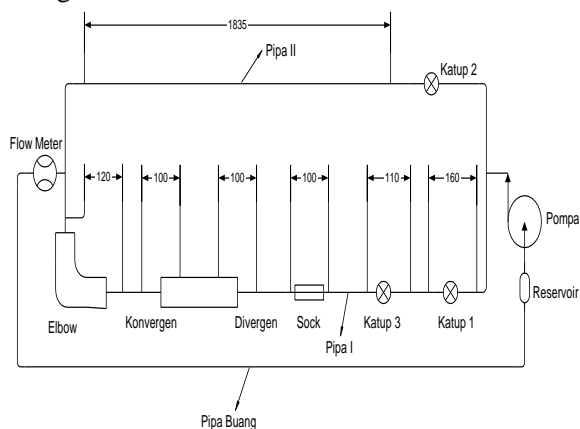 1835
Pipa II
Katup 2
Flow Meter
120
100
100
100
110
160
Pompa
Reservoir
Elbow
Konvergen
Divergen
Sock
Katup 3
Katup 1
Pipa I
Pipa Buang